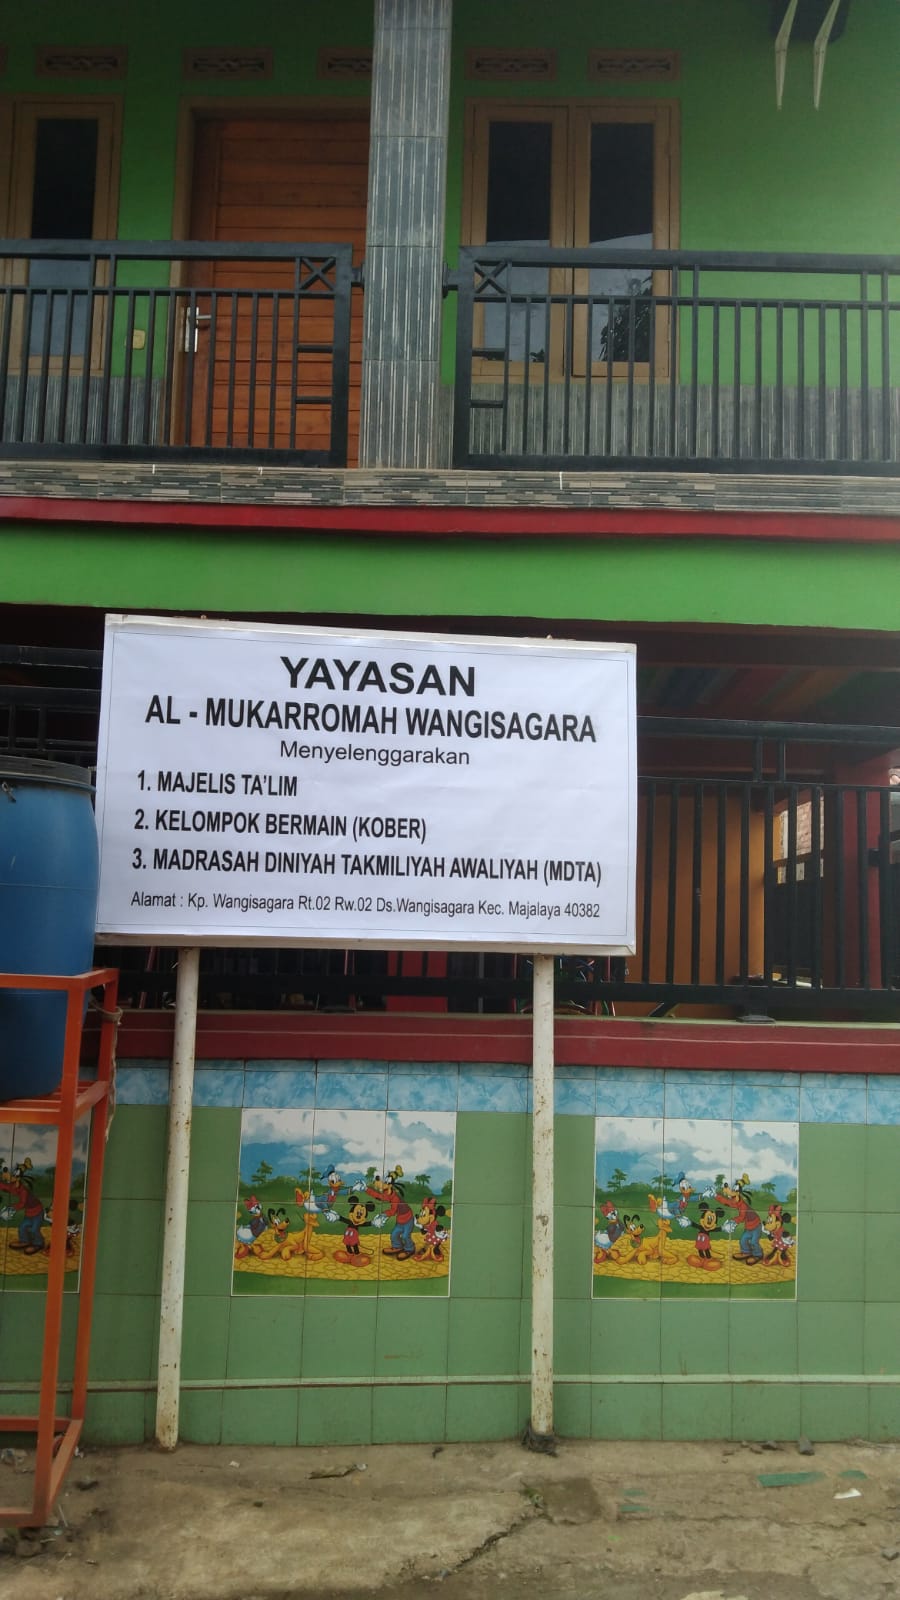 YAYASAN
AL - MUKARROMAH WANGISAGARA
Menyelenggarakan
1. MAJELIS TA'LIM
2. KELOMPOK BERMAIN (KOBER)
3. MADRASAH DINIYAH TAKMILIYAH AWALIYAH (MDTA)
Alamat : Kp. Wangisagara Rt.02 Rw.02 Ds.Wangisagara Kec. Majalaya 40382